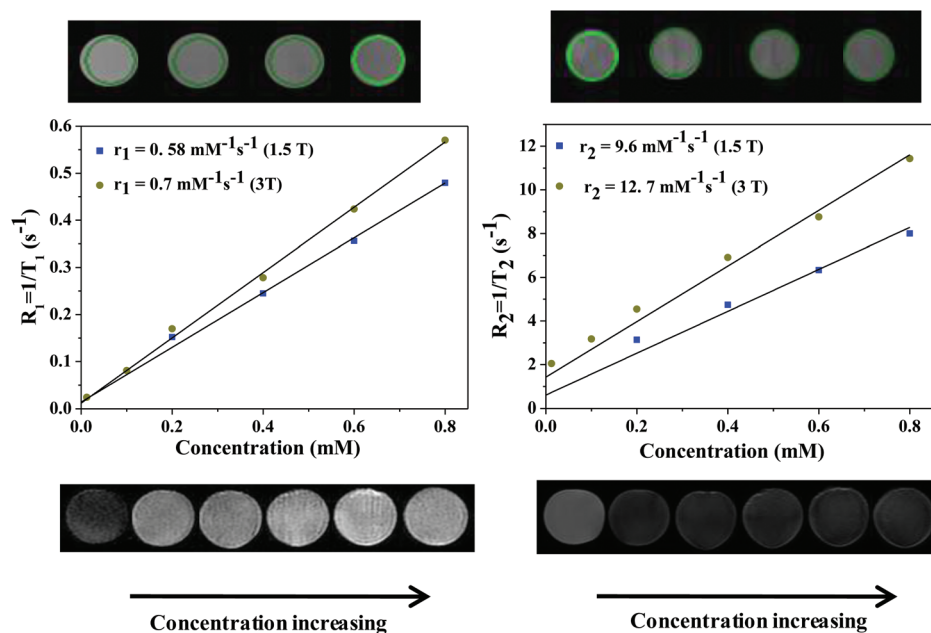 0.6
0.5
0.4
0.3
0.2
0.1
0.0
R1=1/T1 (s⁻¹)
r1 = 0. 58 mM⁻¹s⁻¹ (1.5 T)
r1 = 0.7 mM⁻¹s⁻¹ (3T)
0.0 0.2 0.4 0.6 0.8
Concentration (mM)
12
10
8
6
4
2
0
R2=1/T2 (s⁻¹)
r2 = 9.6 mM⁻¹s⁻¹ (1.5 T)
r2 = 12. 7 mM⁻¹s⁻¹ (3 T)
0.0 0.2 0.4 0.6 0.8
Concentration (mM)
Concentration increasing
Concentration increasing